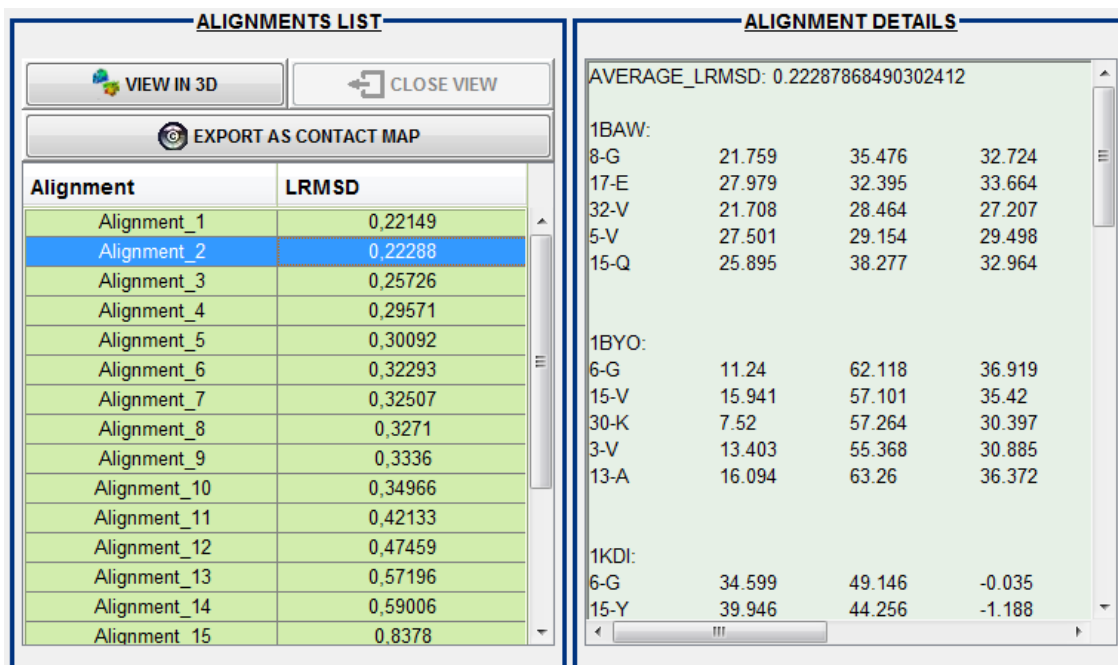 ALIGNMENTS LIST
VIEW IN 3D
CLOSE VIEW
EXPORT AS CONTACT MAP
Alignment LRMSD
Alignment_1 0,22149
Alignment_2 0,22288
Alignment_3 0,25726
Alignment_4 0,29571
Alignment_5 0,30092
Alignment_6 0,32293
Alignment_7 0,32507
Alignment_8 0,3271
Alignment_9 0,3336
Alignment_10 0,34966
Alignment_11 0,42133
Alignment_12 0,47459
Alignment_13 0,57196
Alignment_14 0,59006
Alignment_15 0,8378
ALIGNMENT DETAILS
AVERAGE_LRMSD: 0.22287868490302412
1BAW:
8-G 21.759 35.476 32.724
17-E 27.979 32.395 33.664
32-V 21.708 28.464 27.207
5-V 27.501 29.154 29.498
15-Q 25.895 38.277 32.964
1BYO:
6-G 11.24 62.118 36.919
15-V 15.941 57.101 35.42
30-K 7.52 57.264 30.397
3-V 13.403 55.368 30.885
13-A 16.094 63.26 36.372
1KDI:
6-G 34.599 49.146 -0.035
15-Y 39.946 44.256 -1.188